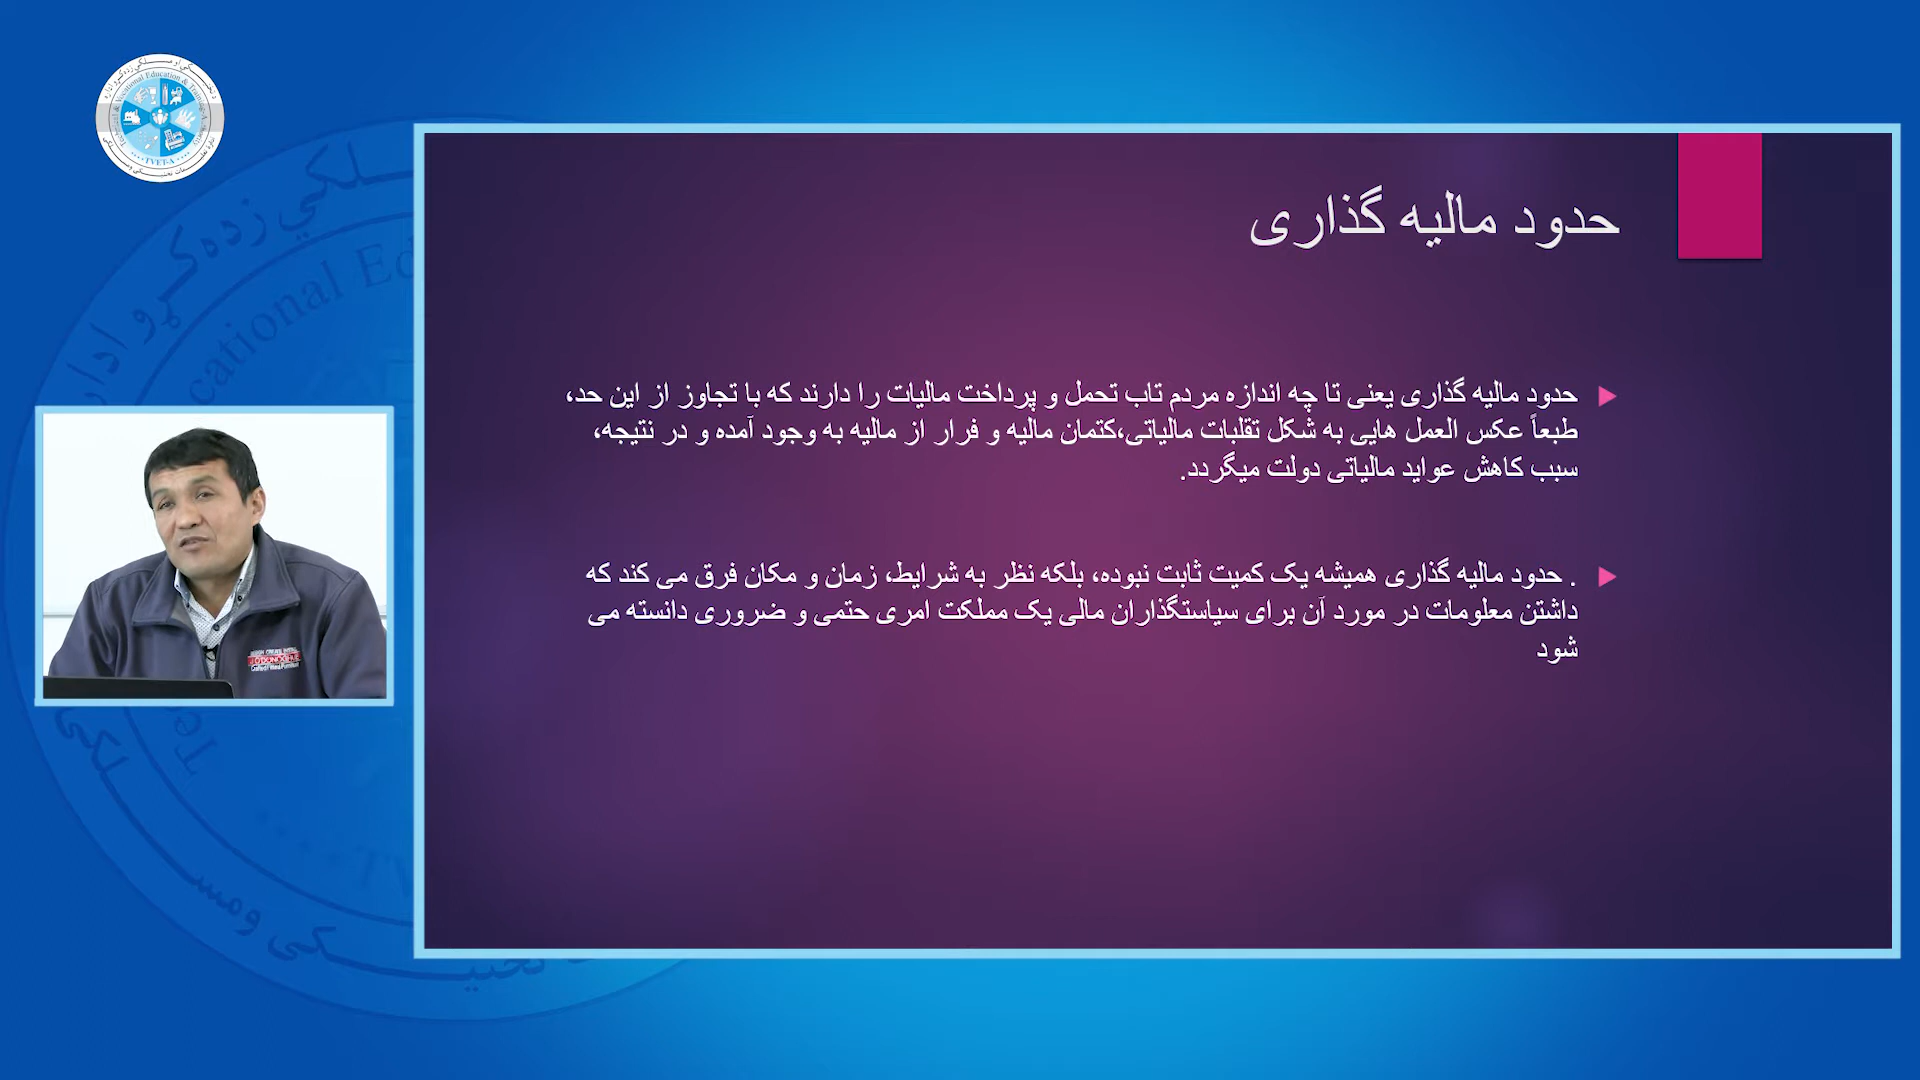 حدود مالیه گذاری
حدود مالیه گذاری یعنی تا چه اندازه مردم تاب تحمل و پرداخت مالیات را دارند که با تجاوز از این حد،
طبعاً عکس العمل هایی به شکل تقلبات مالیاتی،کتمان مالیه و فرار از مالیه به وجود آمده و در نتیجه،
سبب کاهش عواید مالیاتی دولت میگردد.
. حدود مالیه گذاری همیشه یک کمیت ثابت نبوده، بلکه نظر به شرایط، زمان و مکان فرق می کند که
داشتن معلومات در مورد آن برای سیاستگذاران مالی یک مملکت امری حتمی و ضروری دانسته می
شود
TVET-A